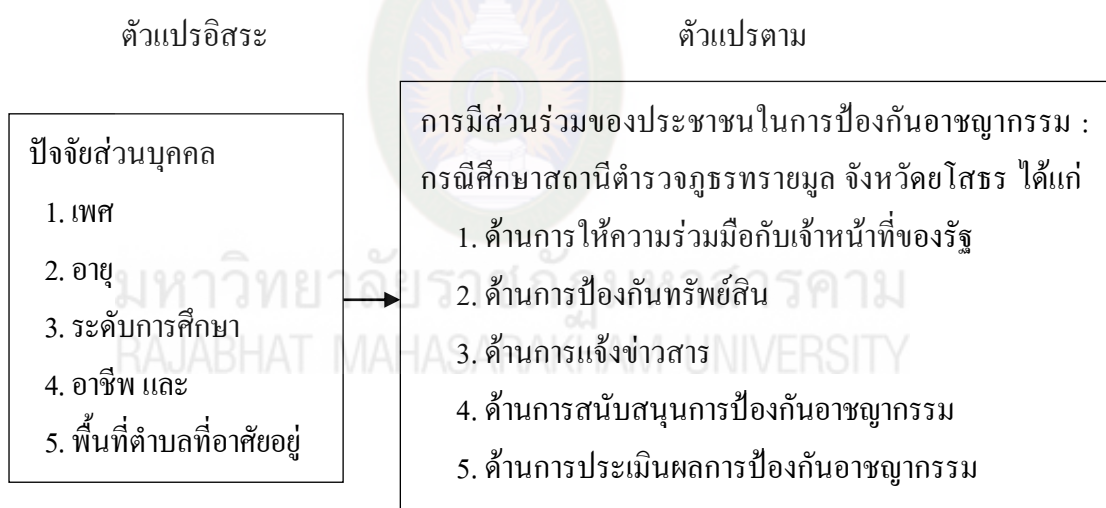 ตัวแปรอิสระ
ตัวแปรตาม
ปัจจัยส่วนบุคคล
1. เพศ
2. อายุ
3. ระดับการศึกษา
4. อาชีพ และ
5. พื้นที่ตำบลที่อาศัยอยู่
การมีส่วนร่วมของประชาชนในการป้องกันอาชญากรรม :
กรณีศึกษาสถานีตำรวจภูธรทรายมูล จังหวัดยโสธร ได้แก่
1. ด้านการให้ความร่วมมือกับเจ้าหน้าที่ของรัฐ
2. ด้านการป้องกันทรัพย์สิน
3. ด้านการแจ้งข่าวสาร
4. ด้านการสนับสนุนการป้องกันอาชญากรรม
5. ด้านการประเมินผลการป้องกันอาชญากรรม
มหาวิทยาลัยราชภัฏมหาสารคาม
RAJABHAT MAHASARAKHAM UNIVERSITY